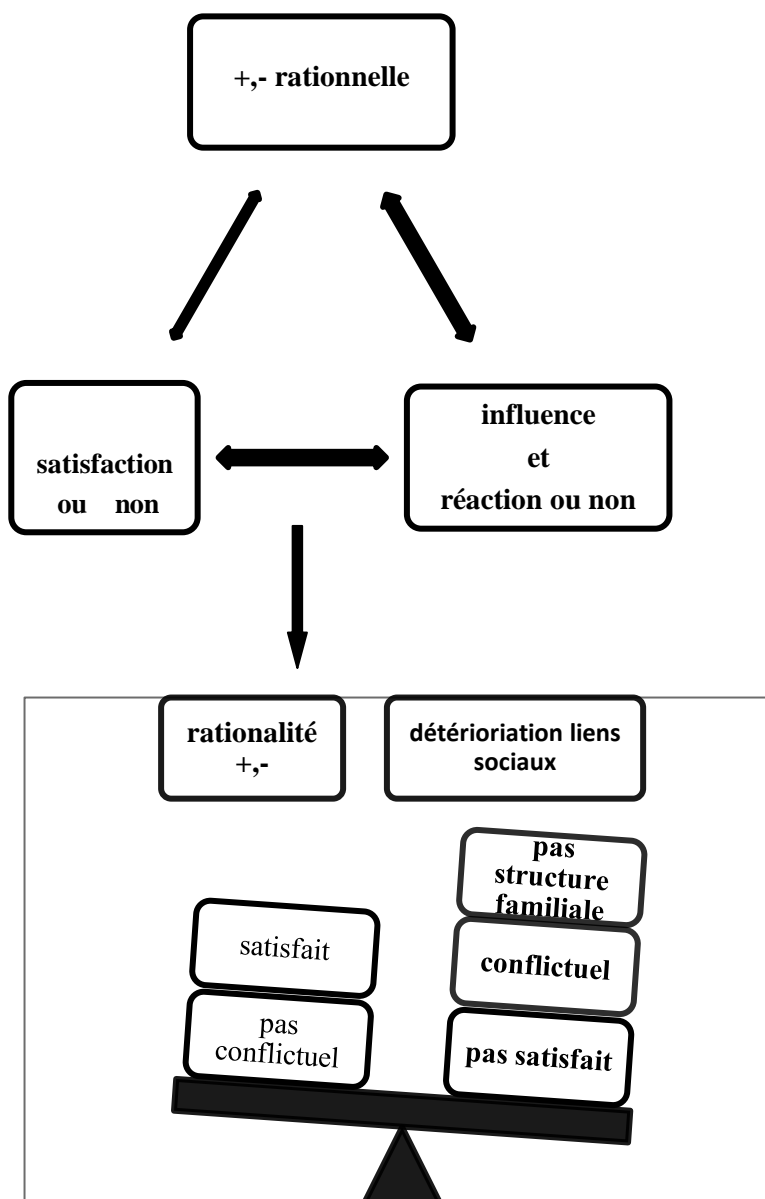 +,- rationnelle
satisfaction
ou non
influence
et
réaction ou non
rationalité
+,-
détérioriation liens
sociaux
satisfait
pas
conflictuel
pas
structure
familiale
conflictuel
pas satisfait